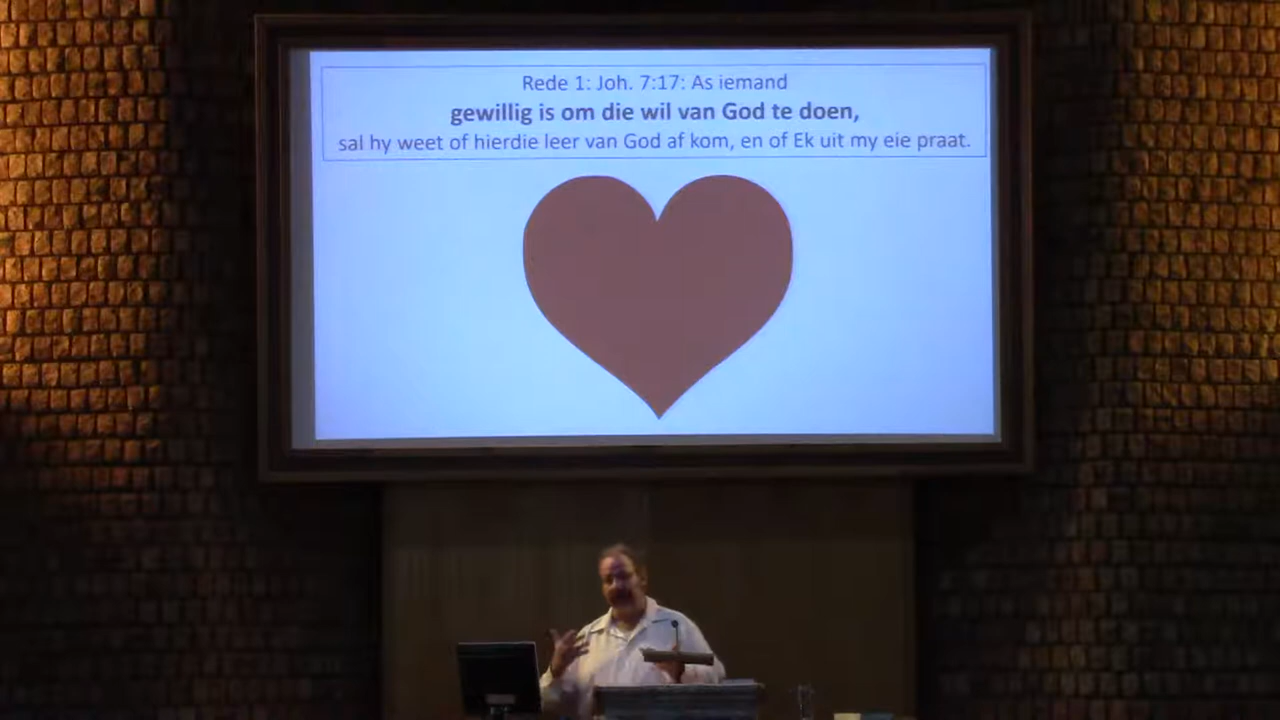 Rede 1: Joh. 7:17: As iemand
gewillig is om die wil van God te doen,
sal hy weet of hierdie leer van God af kom, en of Ek uit my eie praat.